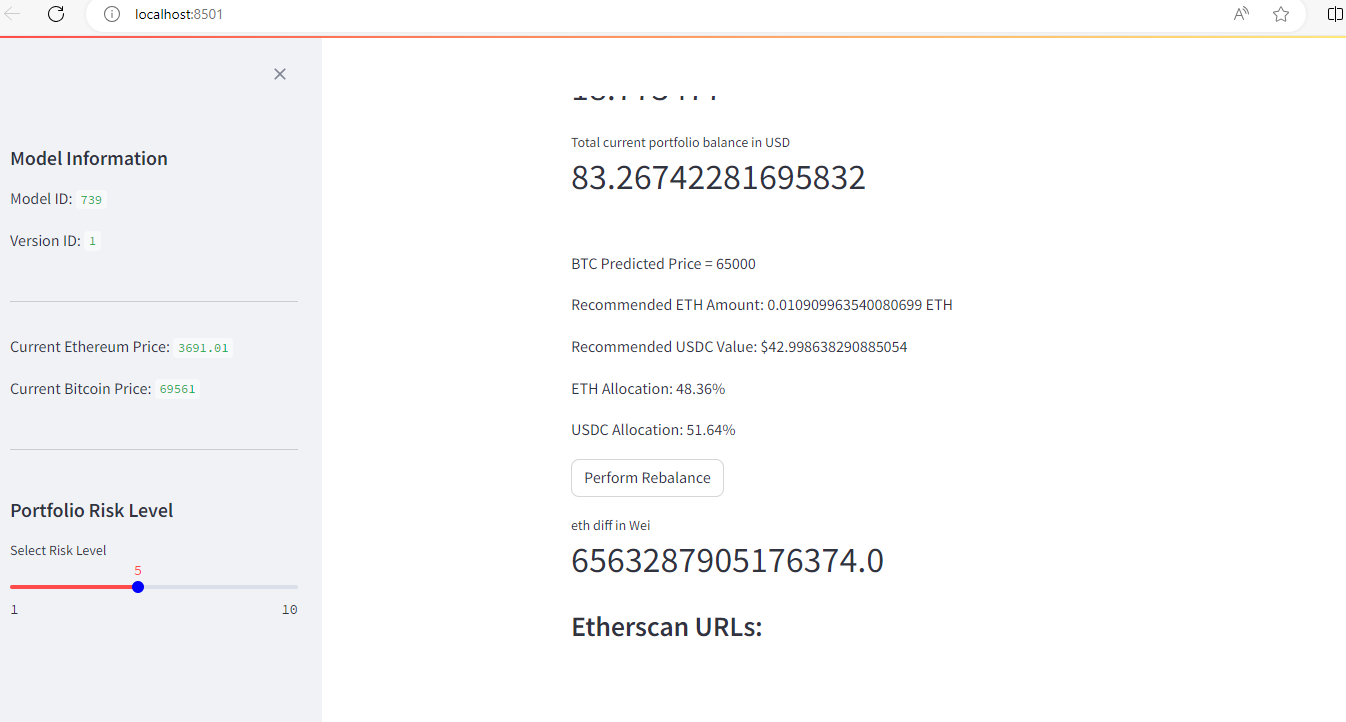 localhost:8501
Model Information
Model ID: 739
Version ID: 1
Current Ethereum Price: 3691.01
Current Bitcoin Price: 69561
Portfolio Risk Level
Select Risk Level
5
1 10
Total current portfolio balance in USD
83.26742281695832
BTC Predicted Price = 65000
Recommended ETH Amount: 0.010909963540080699 ETH
Recommended USDC Value: $42.998638290885054
ETH Allocation: 48.36%
USDC Allocation: 51.64%
Perform Rebalance
eth diff in Wei
6563287905176374.0
Etherscan URLs: